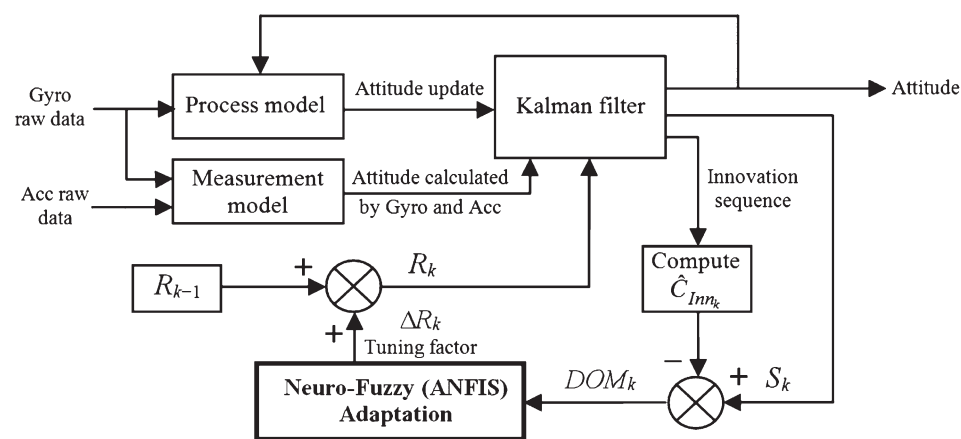 Gyro
raw data
Process model
Attitude update
Kalman filter
Attitude
Acc raw
data
Measurement
model
Attitude calculated
by Gyro and Acc
Innovation
sequence
R_{k-1}
+
R_k
Compute
Ĉ_{Inn_k}
+
ΔR_k
Tuning factor
−
Neuro-Fuzzy (ANFIS)
Adaptation
DOM_k
+
S_k